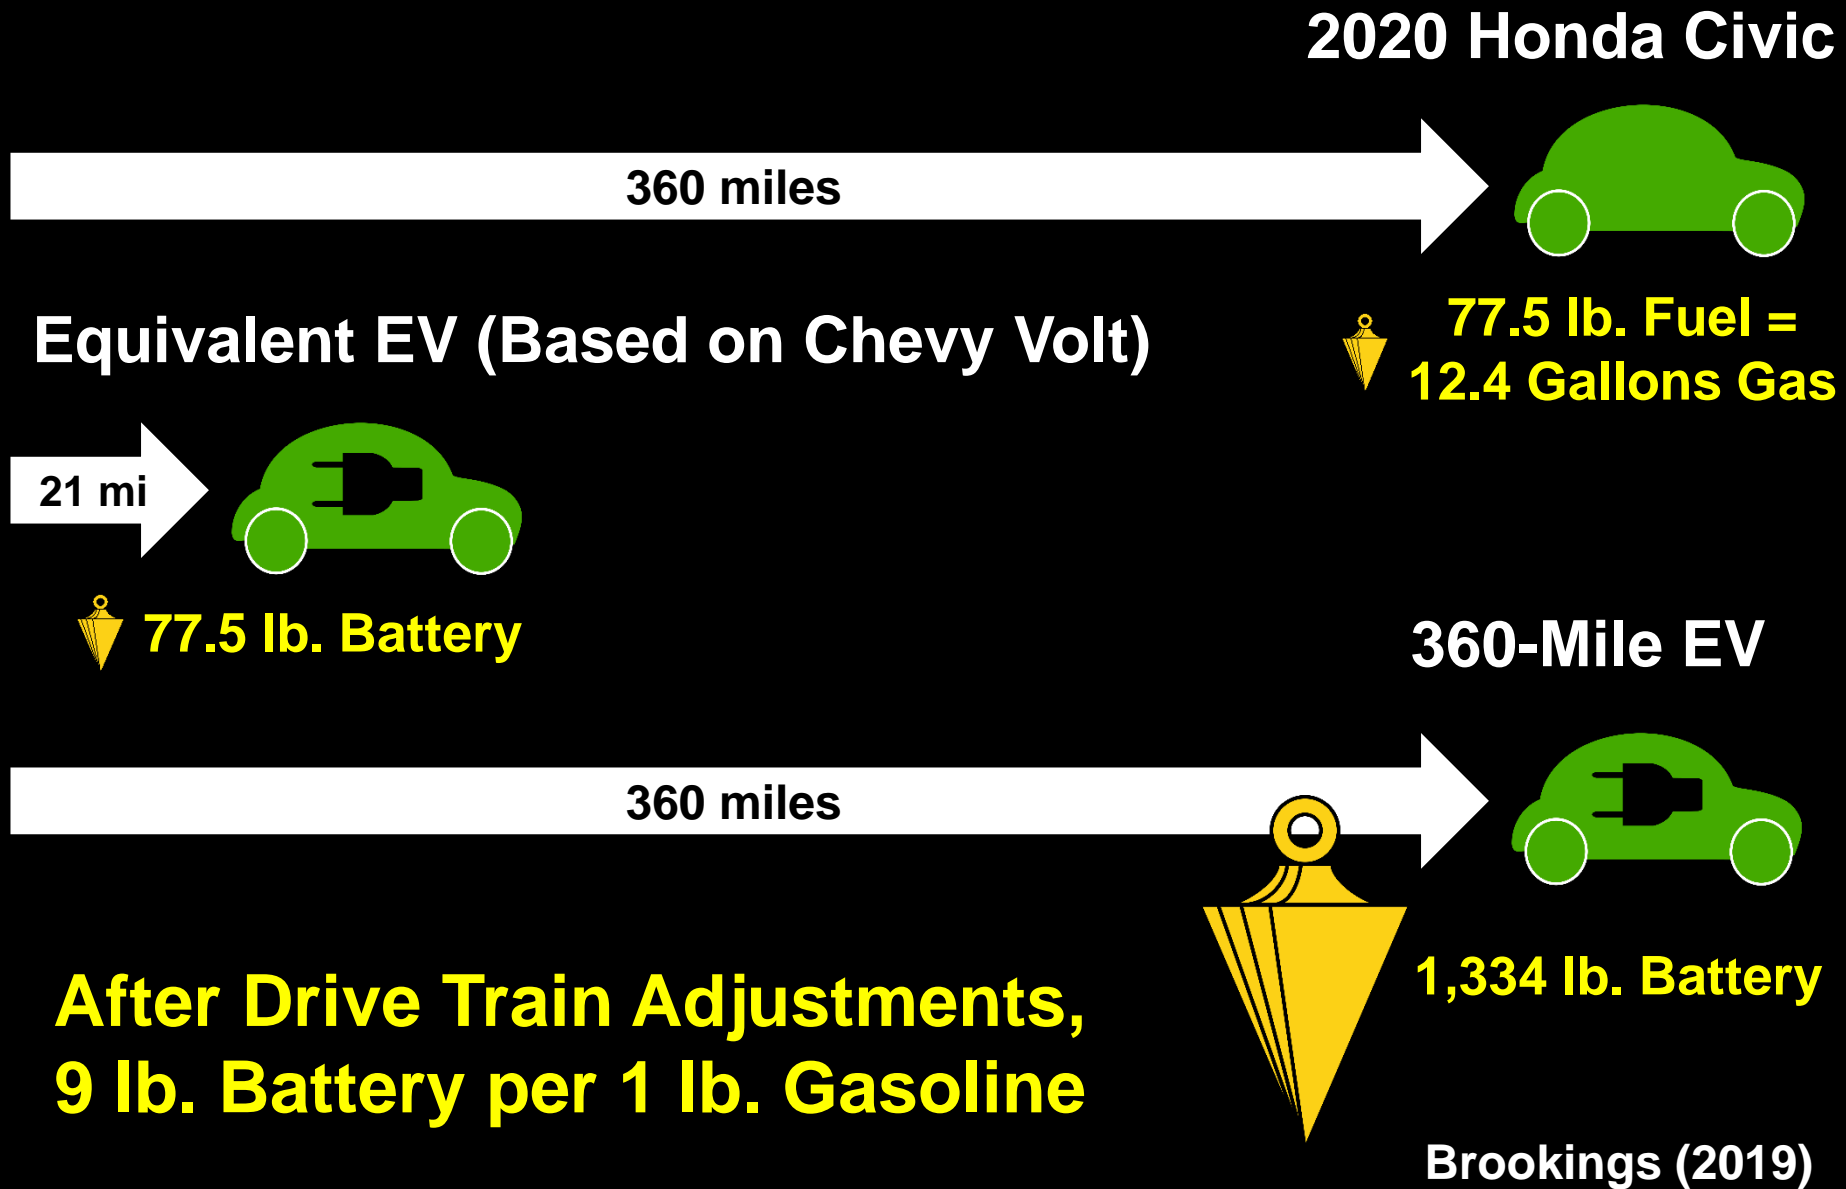 2020 Honda Civic
360 miles
77.5 lb. Fuel =
12.4 Gallons Gas
Equivalent EV (Based on Chevy Volt)
21 mi
77.5 lb. Battery
360-Mile EV
360 miles
1,334 lb. Battery
After Drive Train Adjustments,
9 lb. Battery per 1 lb. Gasoline
Brookings (2019)